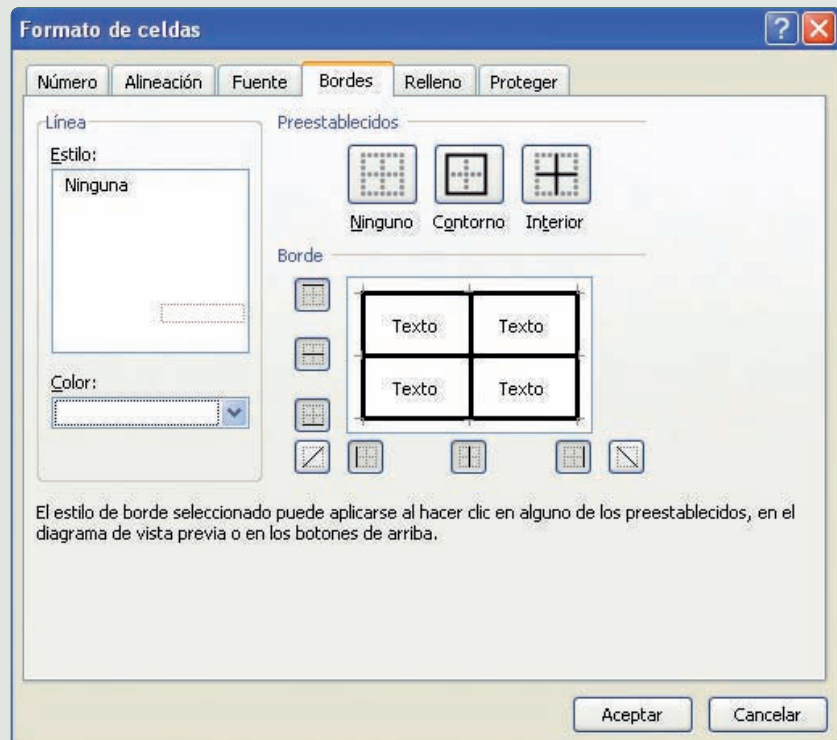 Formato de celdas
Número Alineación Fuente Bordes Relleno Proteger
Línea
Estilo:
Ninguna
Color:
Preestablecidos
Ninguno Contorno Interior
Borde
Texto Texto
Texto Texto
El estilo de borde seleccionado puede aplicarse al hacer clic en alguno de los preestablecidos, en el
diagrama de vista previa o en los botones de arriba.
Aceptar Cancelar